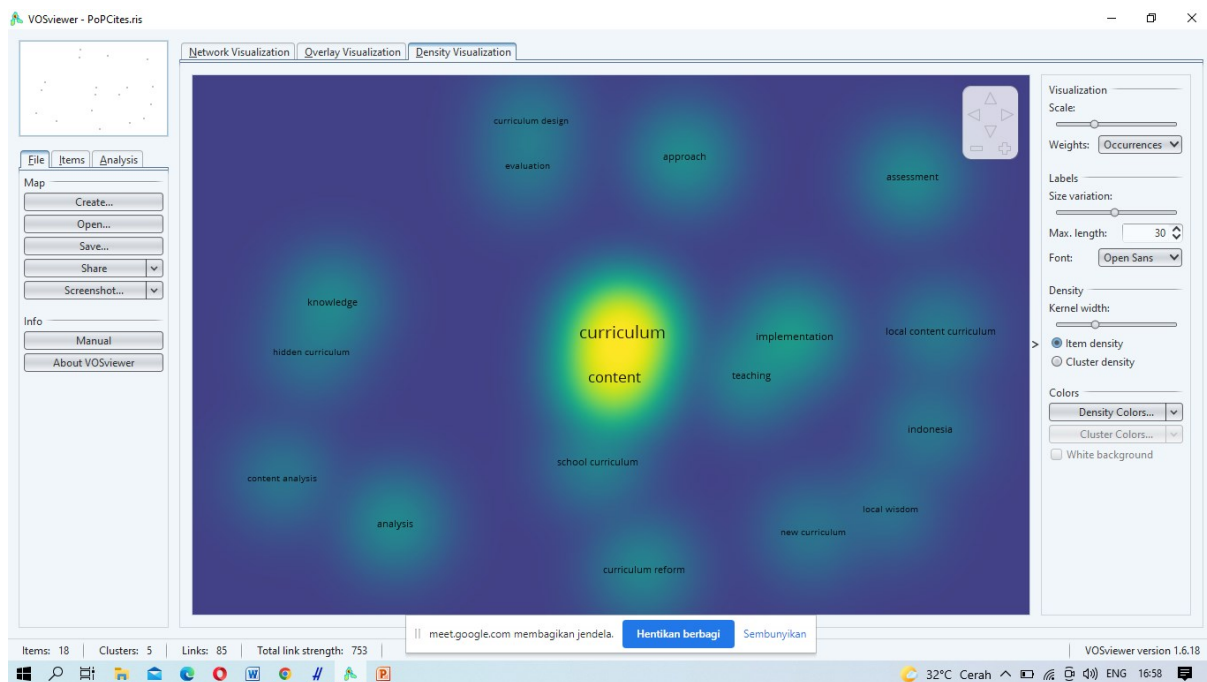 VOSviewer - PoPCites.ris
Network Visualization Overlay Visualization Density Visualization
File Items Analysis
Map
Create...
Open...
Save...
Share
Screenshot...
Info
Manual
About VOSviewer
curriculum design
evaluation
approach
assessment
knowledge
hidden curriculum
curriculum
content
implementation
teaching
local content curriculum
indonesia
school curriculum
content analysis
analysis
local wisdom
new curriculum
curriculum reform
Visualization
Scale:
Weights: Occurrences
Labels
Size variation:
Max. length: 30
Font: Open Sans
Density
Kernel width:
Item density
Cluster density
Colors
Density Colors...
Cluster Colors...
White background
meet.google.com membagikan jendela. Hentikan berbagi Sembunyikan
Items: 18 Clusters: 5 Links: 85 Total link strength: 753 VOSviewer version 1.6.18
32°C Cerah ENG 16:58